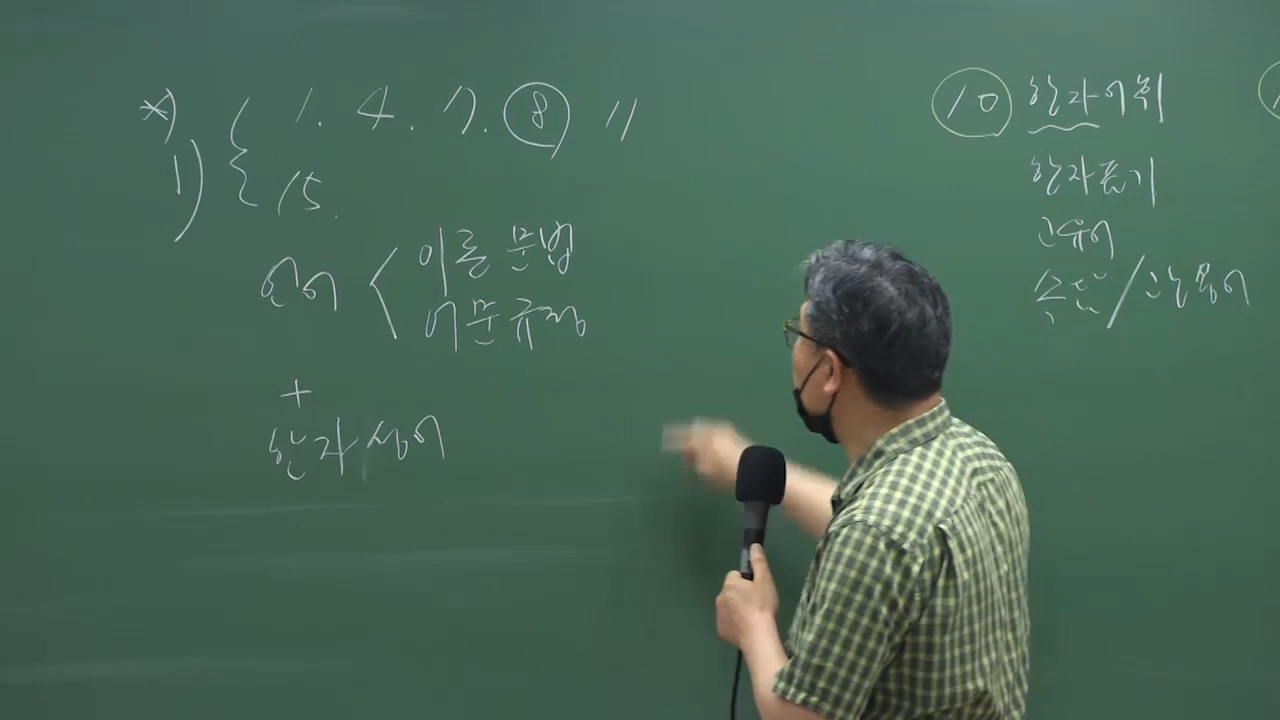 *)
1) { 1. 4. 7. ⑧ 11
15.
언어 < 이론 문법
어문규정
+
한자성어
⑩ 한자어휘
한자표기
고유어
속담/관용어